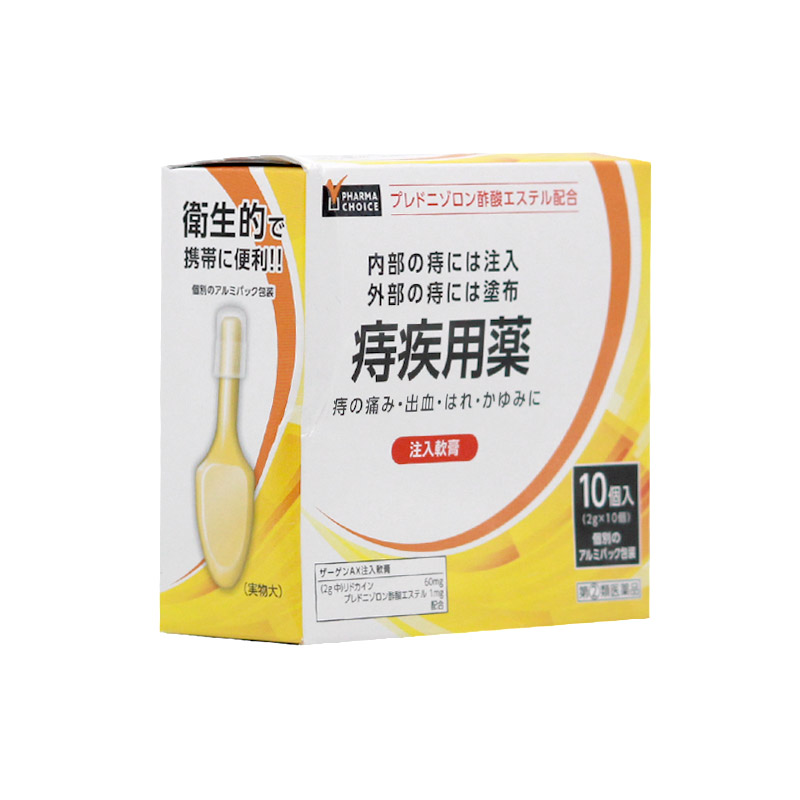 衛生的で
携帯に便利!!
個別のアルミパック包装
(実物大)
PHARMA
CHOICE
プレドニゾロン酢酸エステル配合
内部の痔には注入
外部の痔には塗布
痔疾用薬
痔の痛み・出血・はれ・かゆみに
注入軟膏
10個入
(2g×10個)
個別の
アルミパック包装
指②類医薬品
ザーゲンAX注入軟膏
(2g中)リドカイン 60mg
プレドニゾロン酢酸エステル 1mg
配合